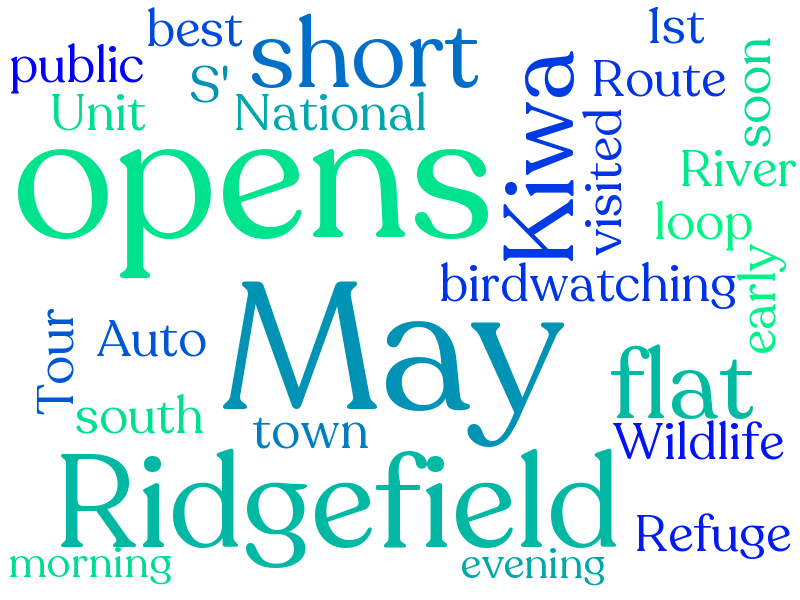 best
short
1st
public
S'
Kiwa
Route
soon
Unit
National
visited
opens
River
loop
birdwatching
early
May
Tour
Auto
flat
south
town
Wildlife
Ridgefield
Refuge
morning
evening